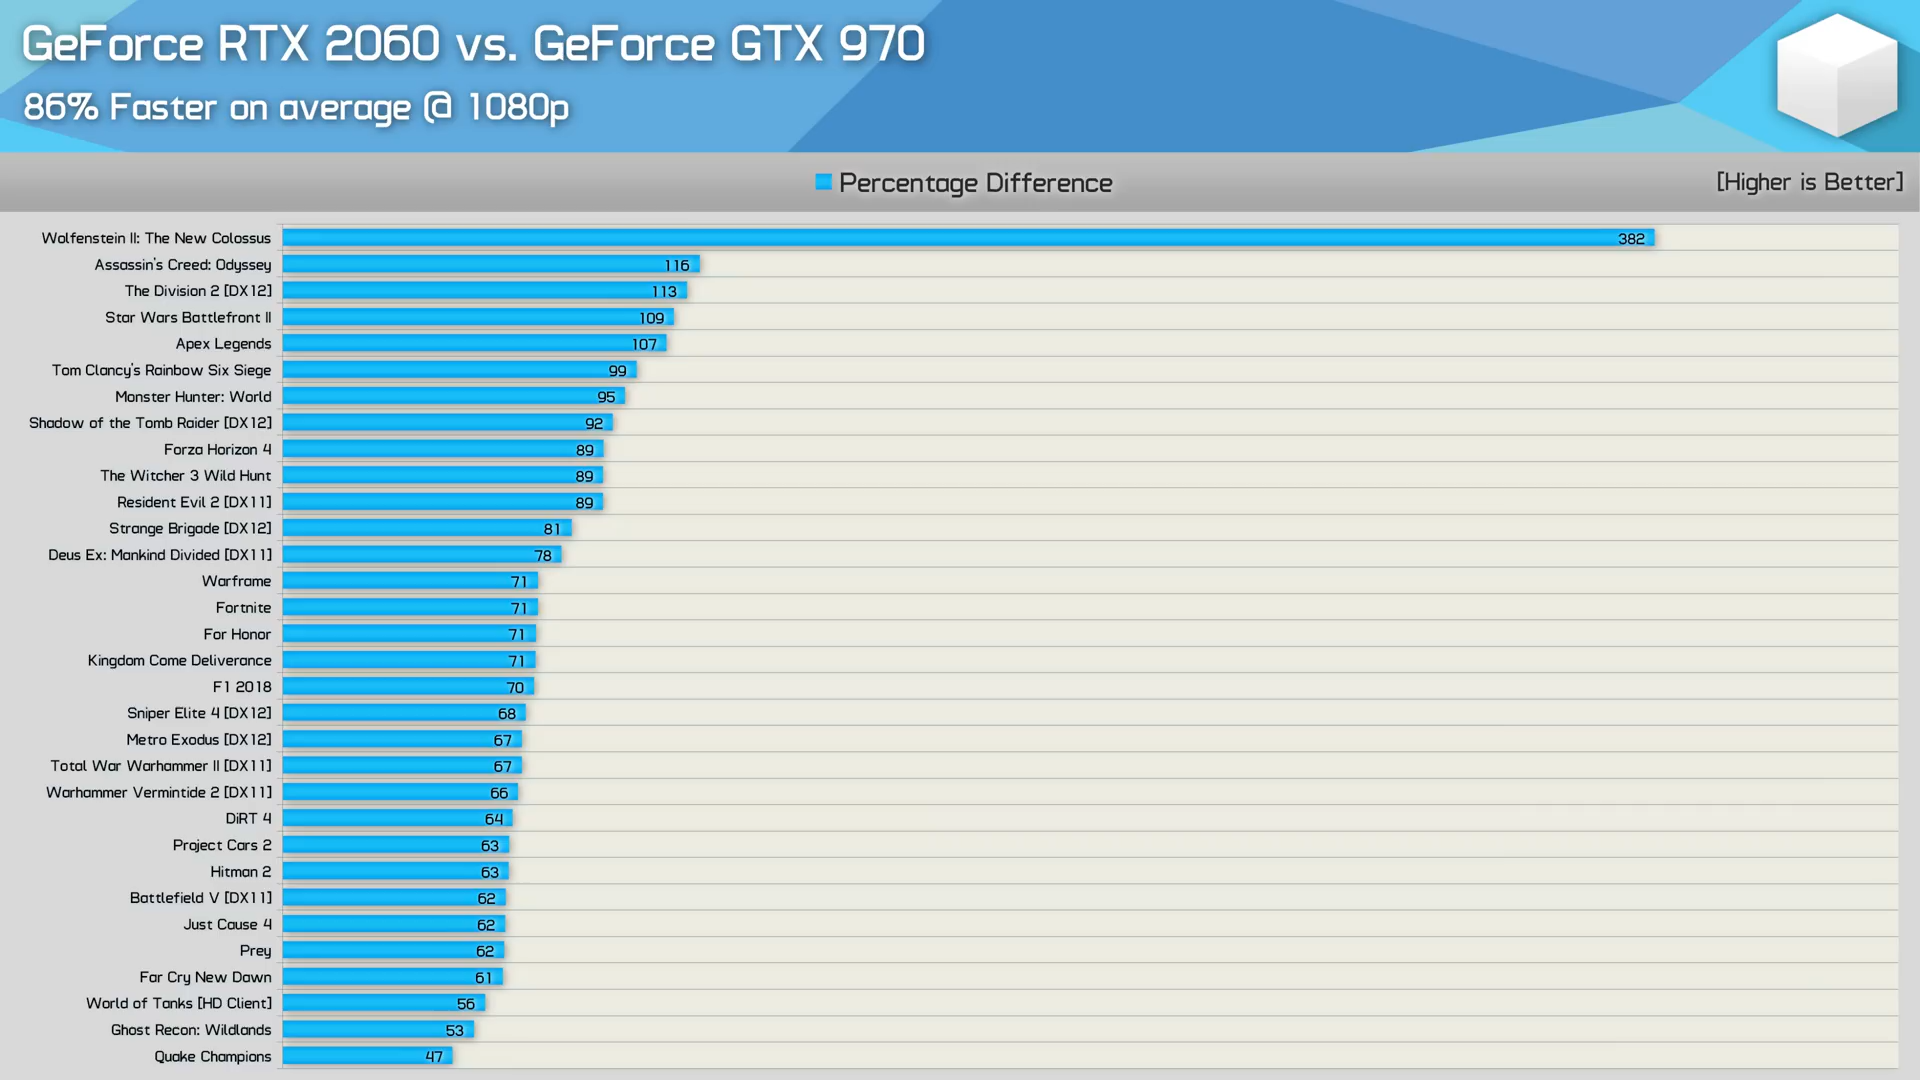 GeForce RTX 2060 vs. GeForce GTX 970
86% Faster on average @ 1080p
Percentage Difference
[Higher is Better]
Wolfenstein II: The New Colossus 382
Assassin's Creed: Odyssey 116
The Division 2 [DX12] 113
Star Wars Battlefront II 109
Apex Legends 107
Tom Clancy's Rainbow Six Siege 99
Monster Hunter: World 95
Shadow of the Tomb Raider [DX12] 92
Forza Horizon 4 89
The Witcher 3 Wild Hunt 89
Resident Evil 2 [DX11] 89
Strange Brigade [DX12] 81
Deus Ex: Mankind Divided [DX11] 78
Warframe 71
Fortnite 71
For Honor 71
Kingdom Come Deliverance 71
F1 2018 70
Sniper Elite 4 [DX12] 68
Metro Exodus [DX12] 67
Total War Warhammer II [DX11] 67
Warhammer Vermintide 2 [DX11] 66
DiRT 4 64
Project Cars 2 63
Hitman 2 63
Battlefield V [DX11] 62
Just Cause 4 62
Prey 62
Far Cry New Dawn 61
World of Tanks [HD Client] 56
Ghost Recon: Wildlands 53
Quake Champions 47